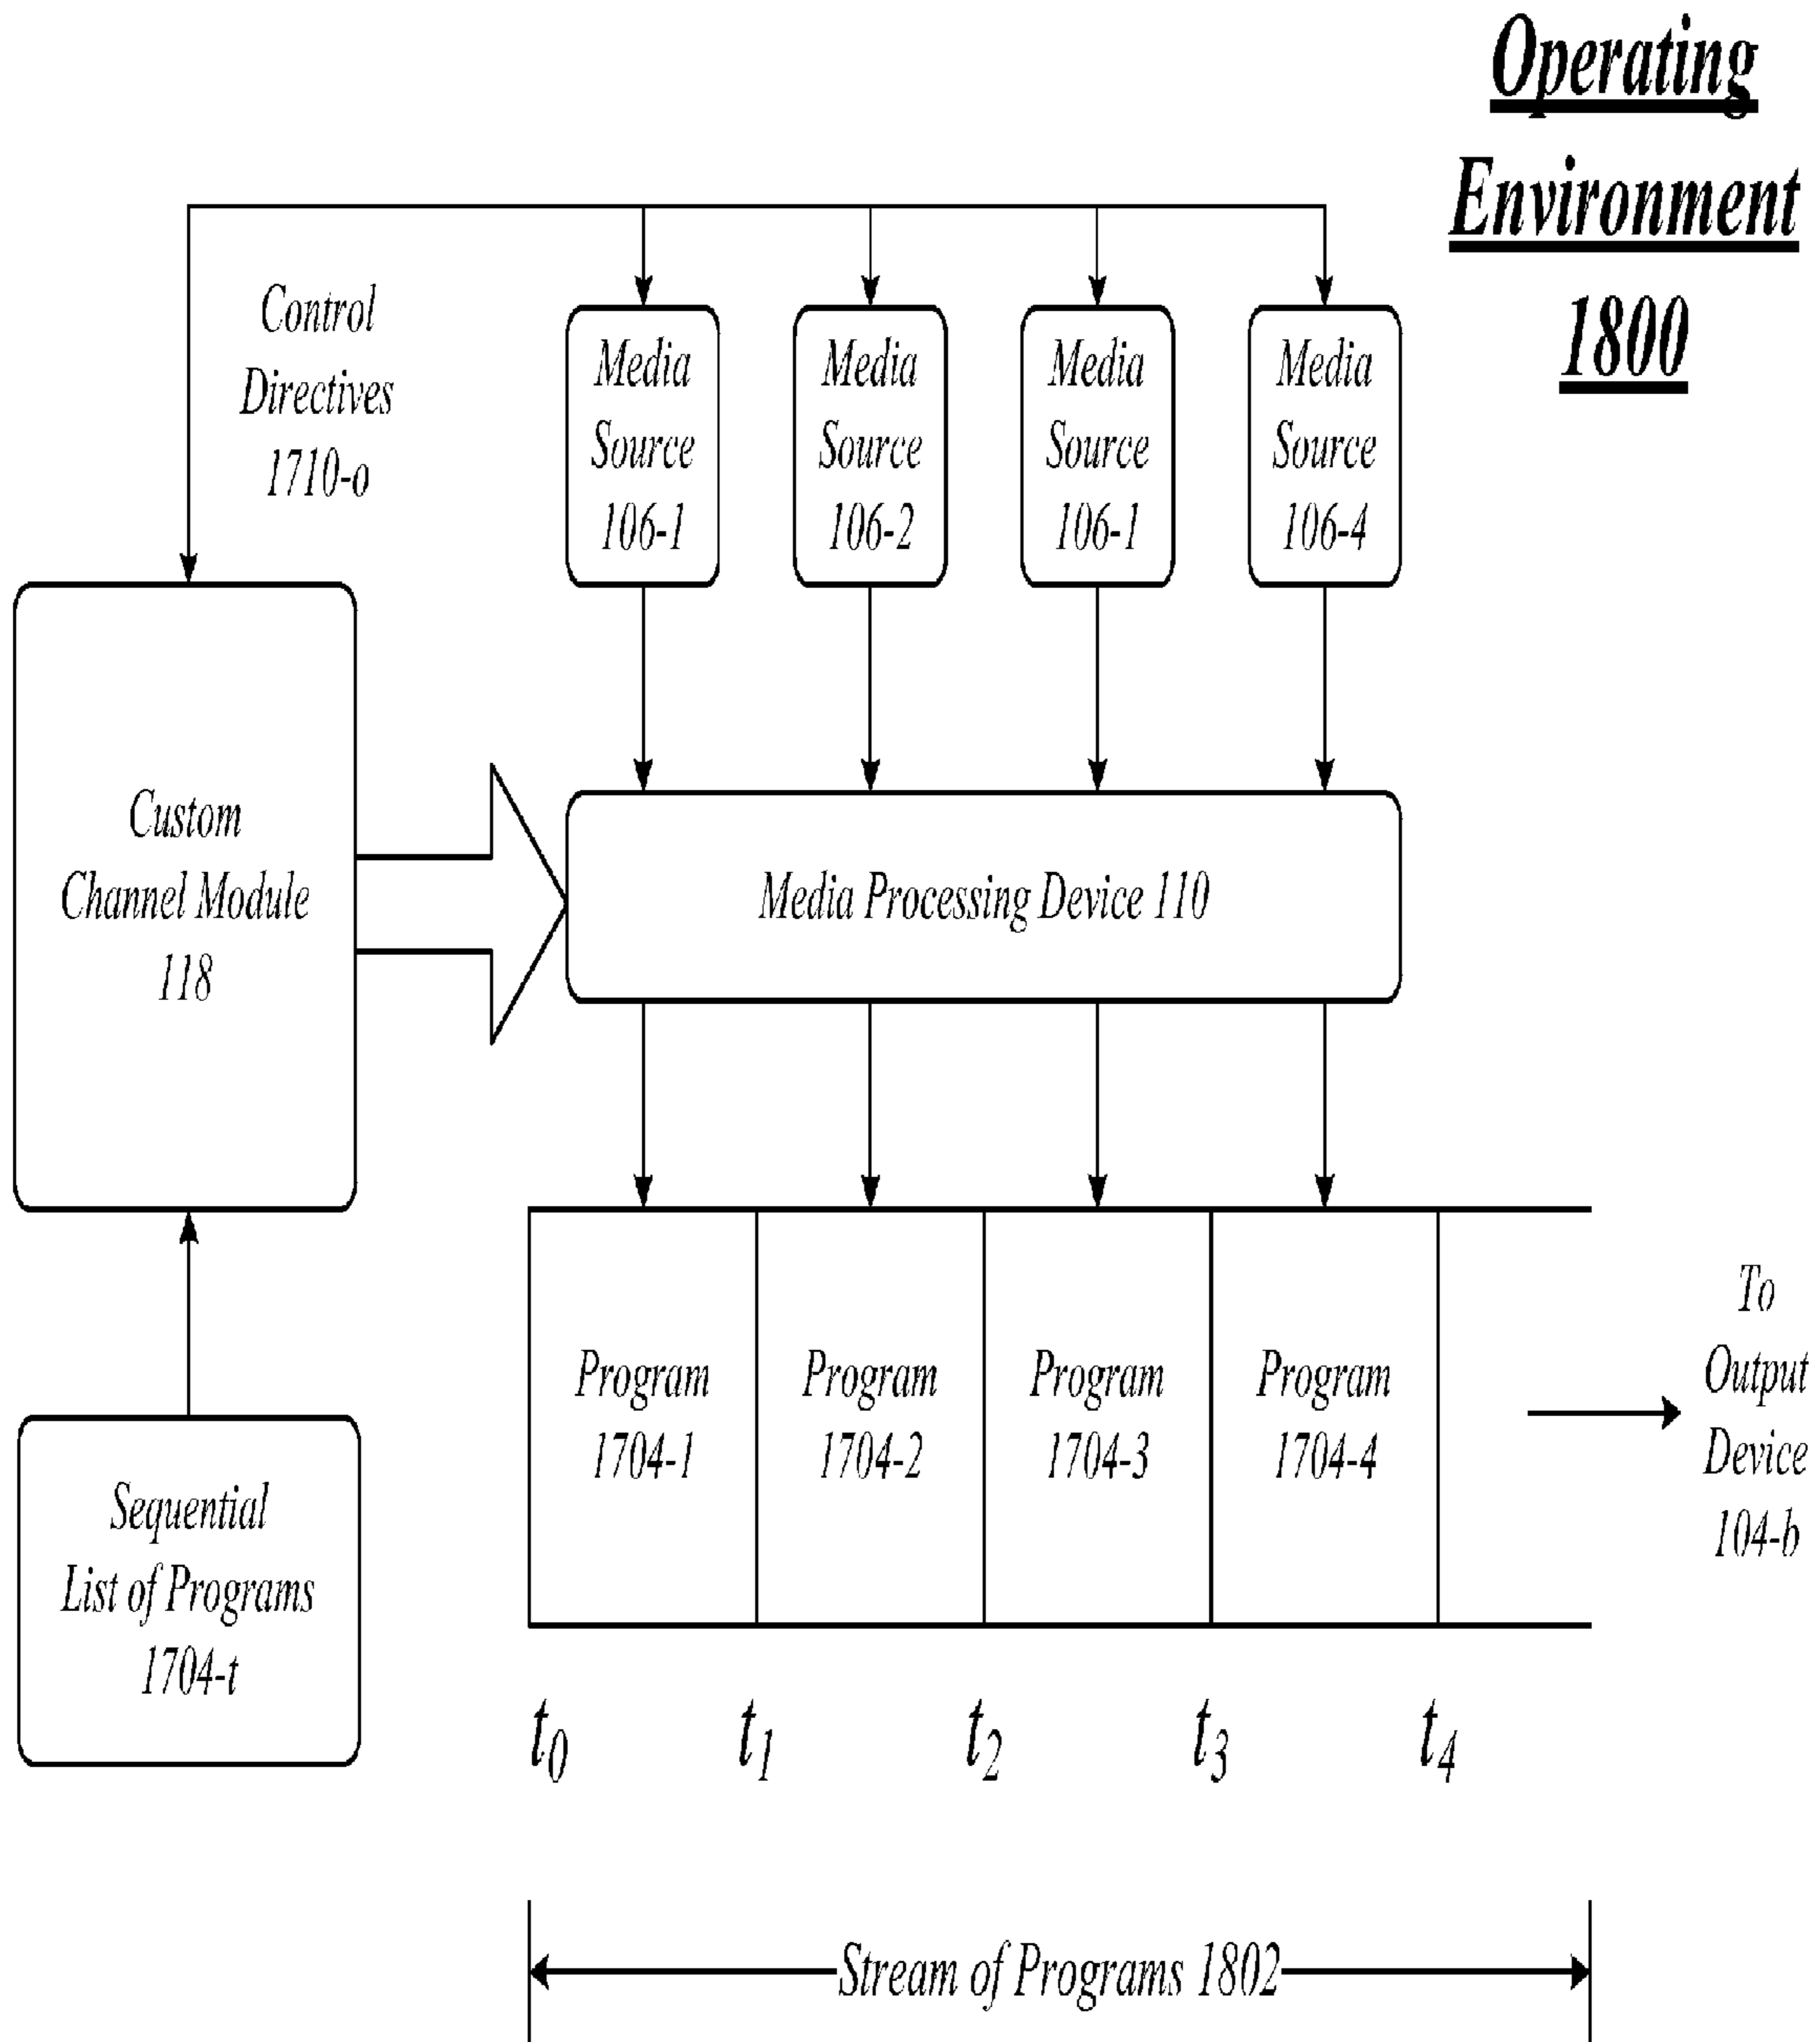 Operating
Environment
1800
Control
Directives
1710-o
Media
Source
106-1
Media
Source
106-2
Media
Source
106-1
Media
Source
106-4
Custom
Channel Module
118
Media Processing Device 110
Sequential
List of Programs
1704-t
Program
1704-1
Program
1704-2
Program
1704-3
Program
1704-4
To
Output
Device
104-b
t0
t1
t2
t3
t4
Stream of Programs 1802